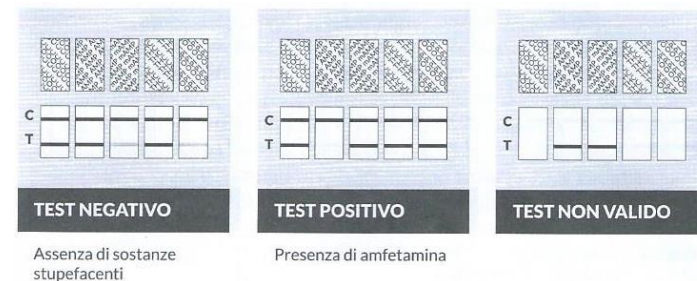 C
T
TEST NEGATIVO
Assenza di sostanze
stupefacenti
C
T
TEST POSITIVO
Presenza di amfetamina
C
T
TEST NON VALIDO